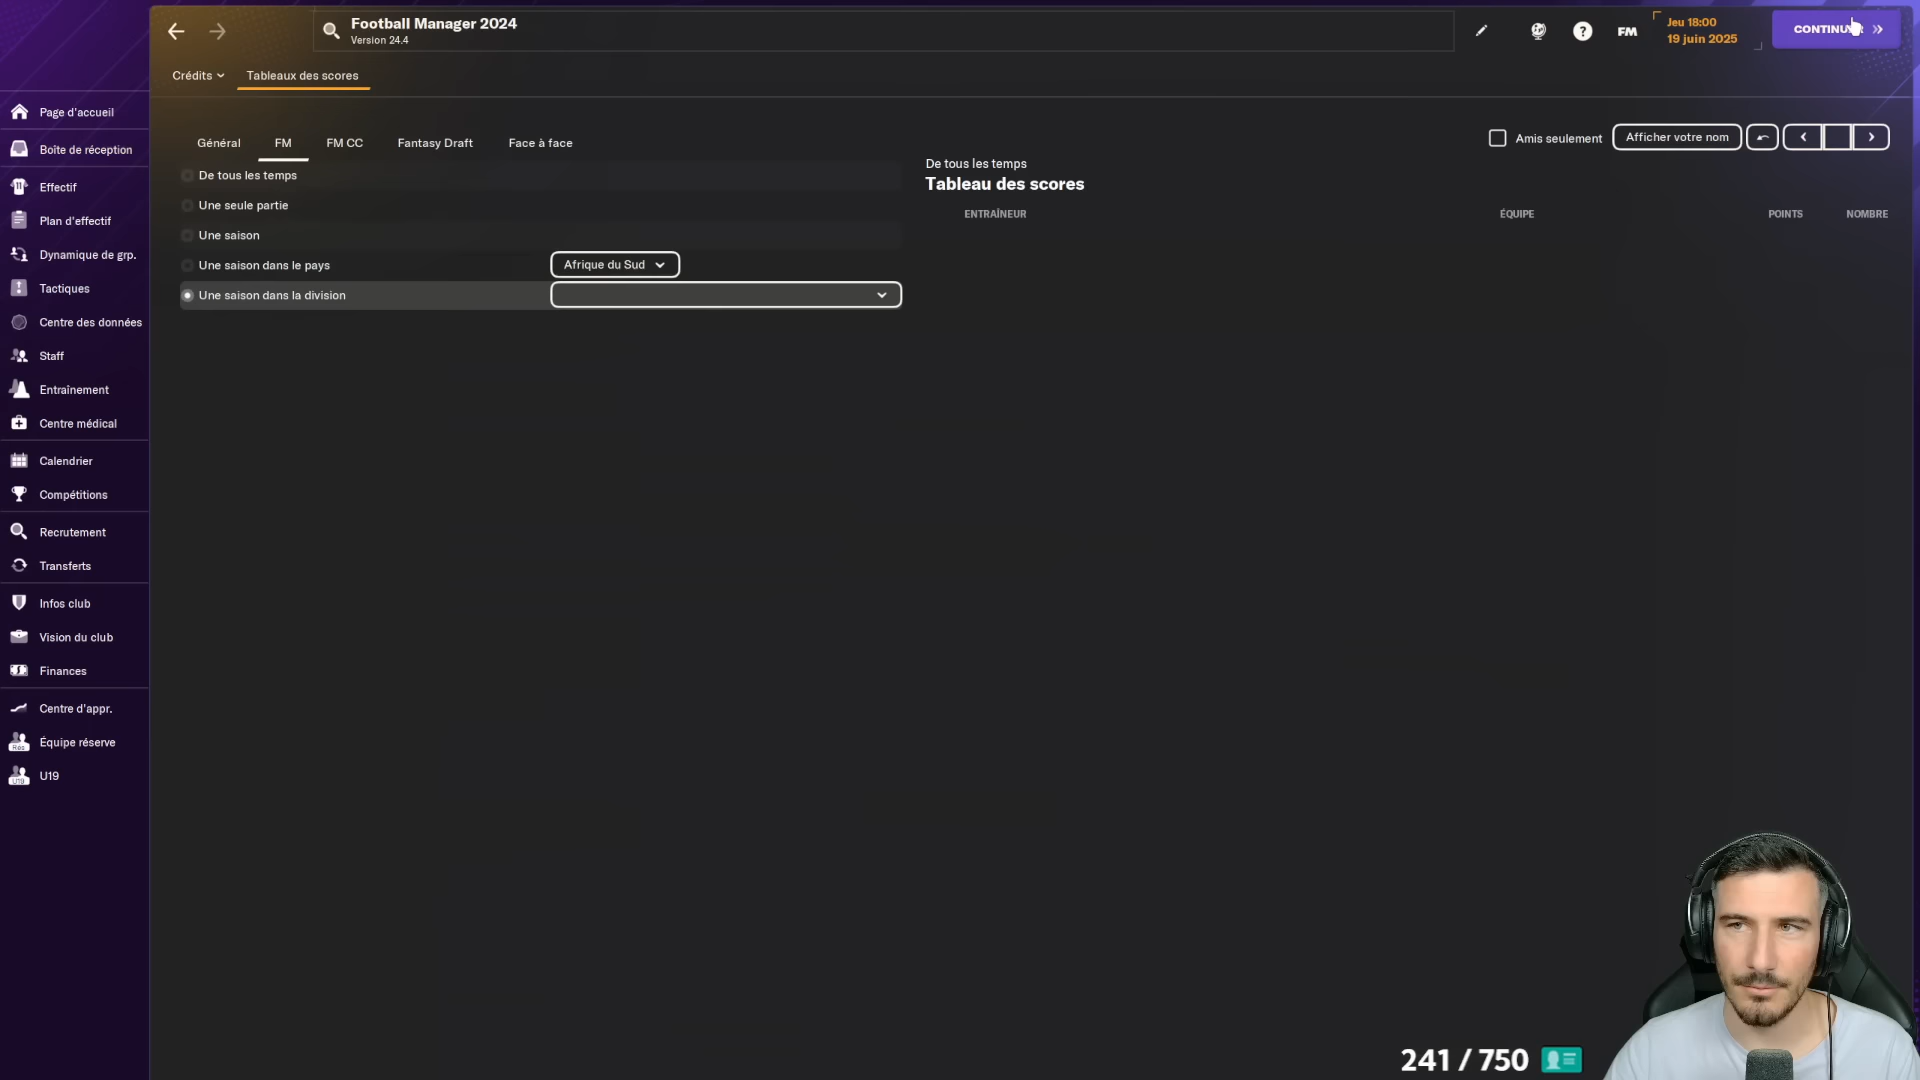 Football Manager 2024
Version 24.4
FM
Jeu 18:00
19 juin 2025
Crédits
Tableaux des scores
Page d'accueil
Boîte de réception
Effectif
Plan d'effectif
Dynamique de grp.
Tactiques
Centre des données
Staff
Entraînement
Centre médical
Calendrier
Compétitions
Recrutement
Transferts
Infos club
Vision du club
Finances
Centre d'appr.
Équipe réserve
U19
Général
FM
FM CC
Fantasy Draft
Face à face
De tous les temps
Une seule partie
Une saison
Une saison dans le pays
Afrique du Sud
Une saison dans la division
Amis seulement
Afficher votre nom
De tous les temps
Tableau des scores
ENTRAÎNEUR
ÉQUIPE
POINTS
NOMBRE
241 / 750